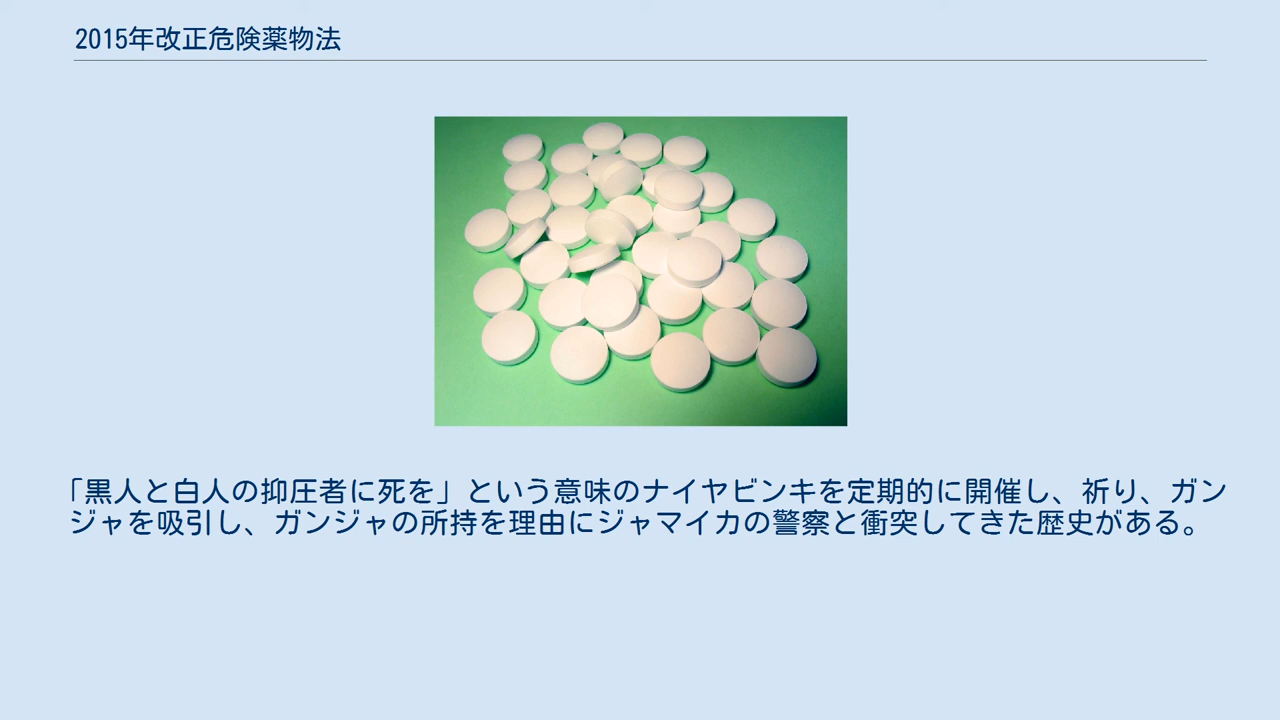 2015年改正危険薬物法
「黒人と白人の抑圧者に死を」という意味のナイヤビンキを定期的に開催し、祈り、ガン
ジャを吸引し、ガンジャの所持を理由にジャマイカの警察と衝突してきた歴史がある。